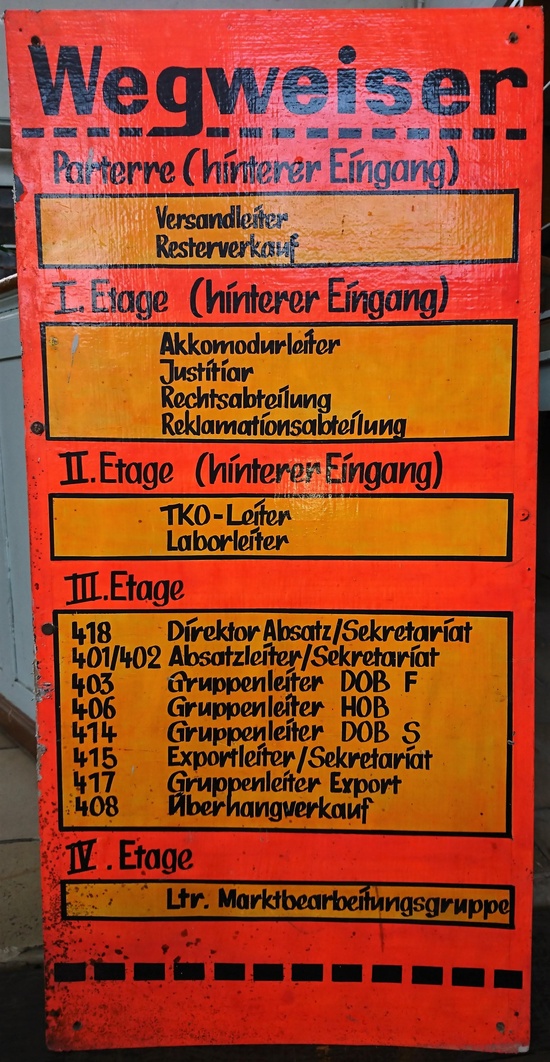 Wegweiser
Parterre (hinterer Eingang)
Versandleiter
Resterverkauf
I. Etage (hinterer Eingang)
Akkomodurleiter
Justitiar
Rechtsabteilung
Reklamationsabteilung
II. Etage (hinterer Eingang)
TKO-Leiter
Laborleiter
III. Etage
418 Direktor Absatz/Sekretariat
401/402 Absatzleiter/Sekretariat
403 Gruppenleiter DOB F
406 Gruppenleiter HOB
414 Gruppenleiter DOB S
415 Exportleiter/Sekretariat
417 Gruppenleiter Export
408 Überhangverkauf
IV. Etage
Ltr. Marktbearbeitungsgruppe